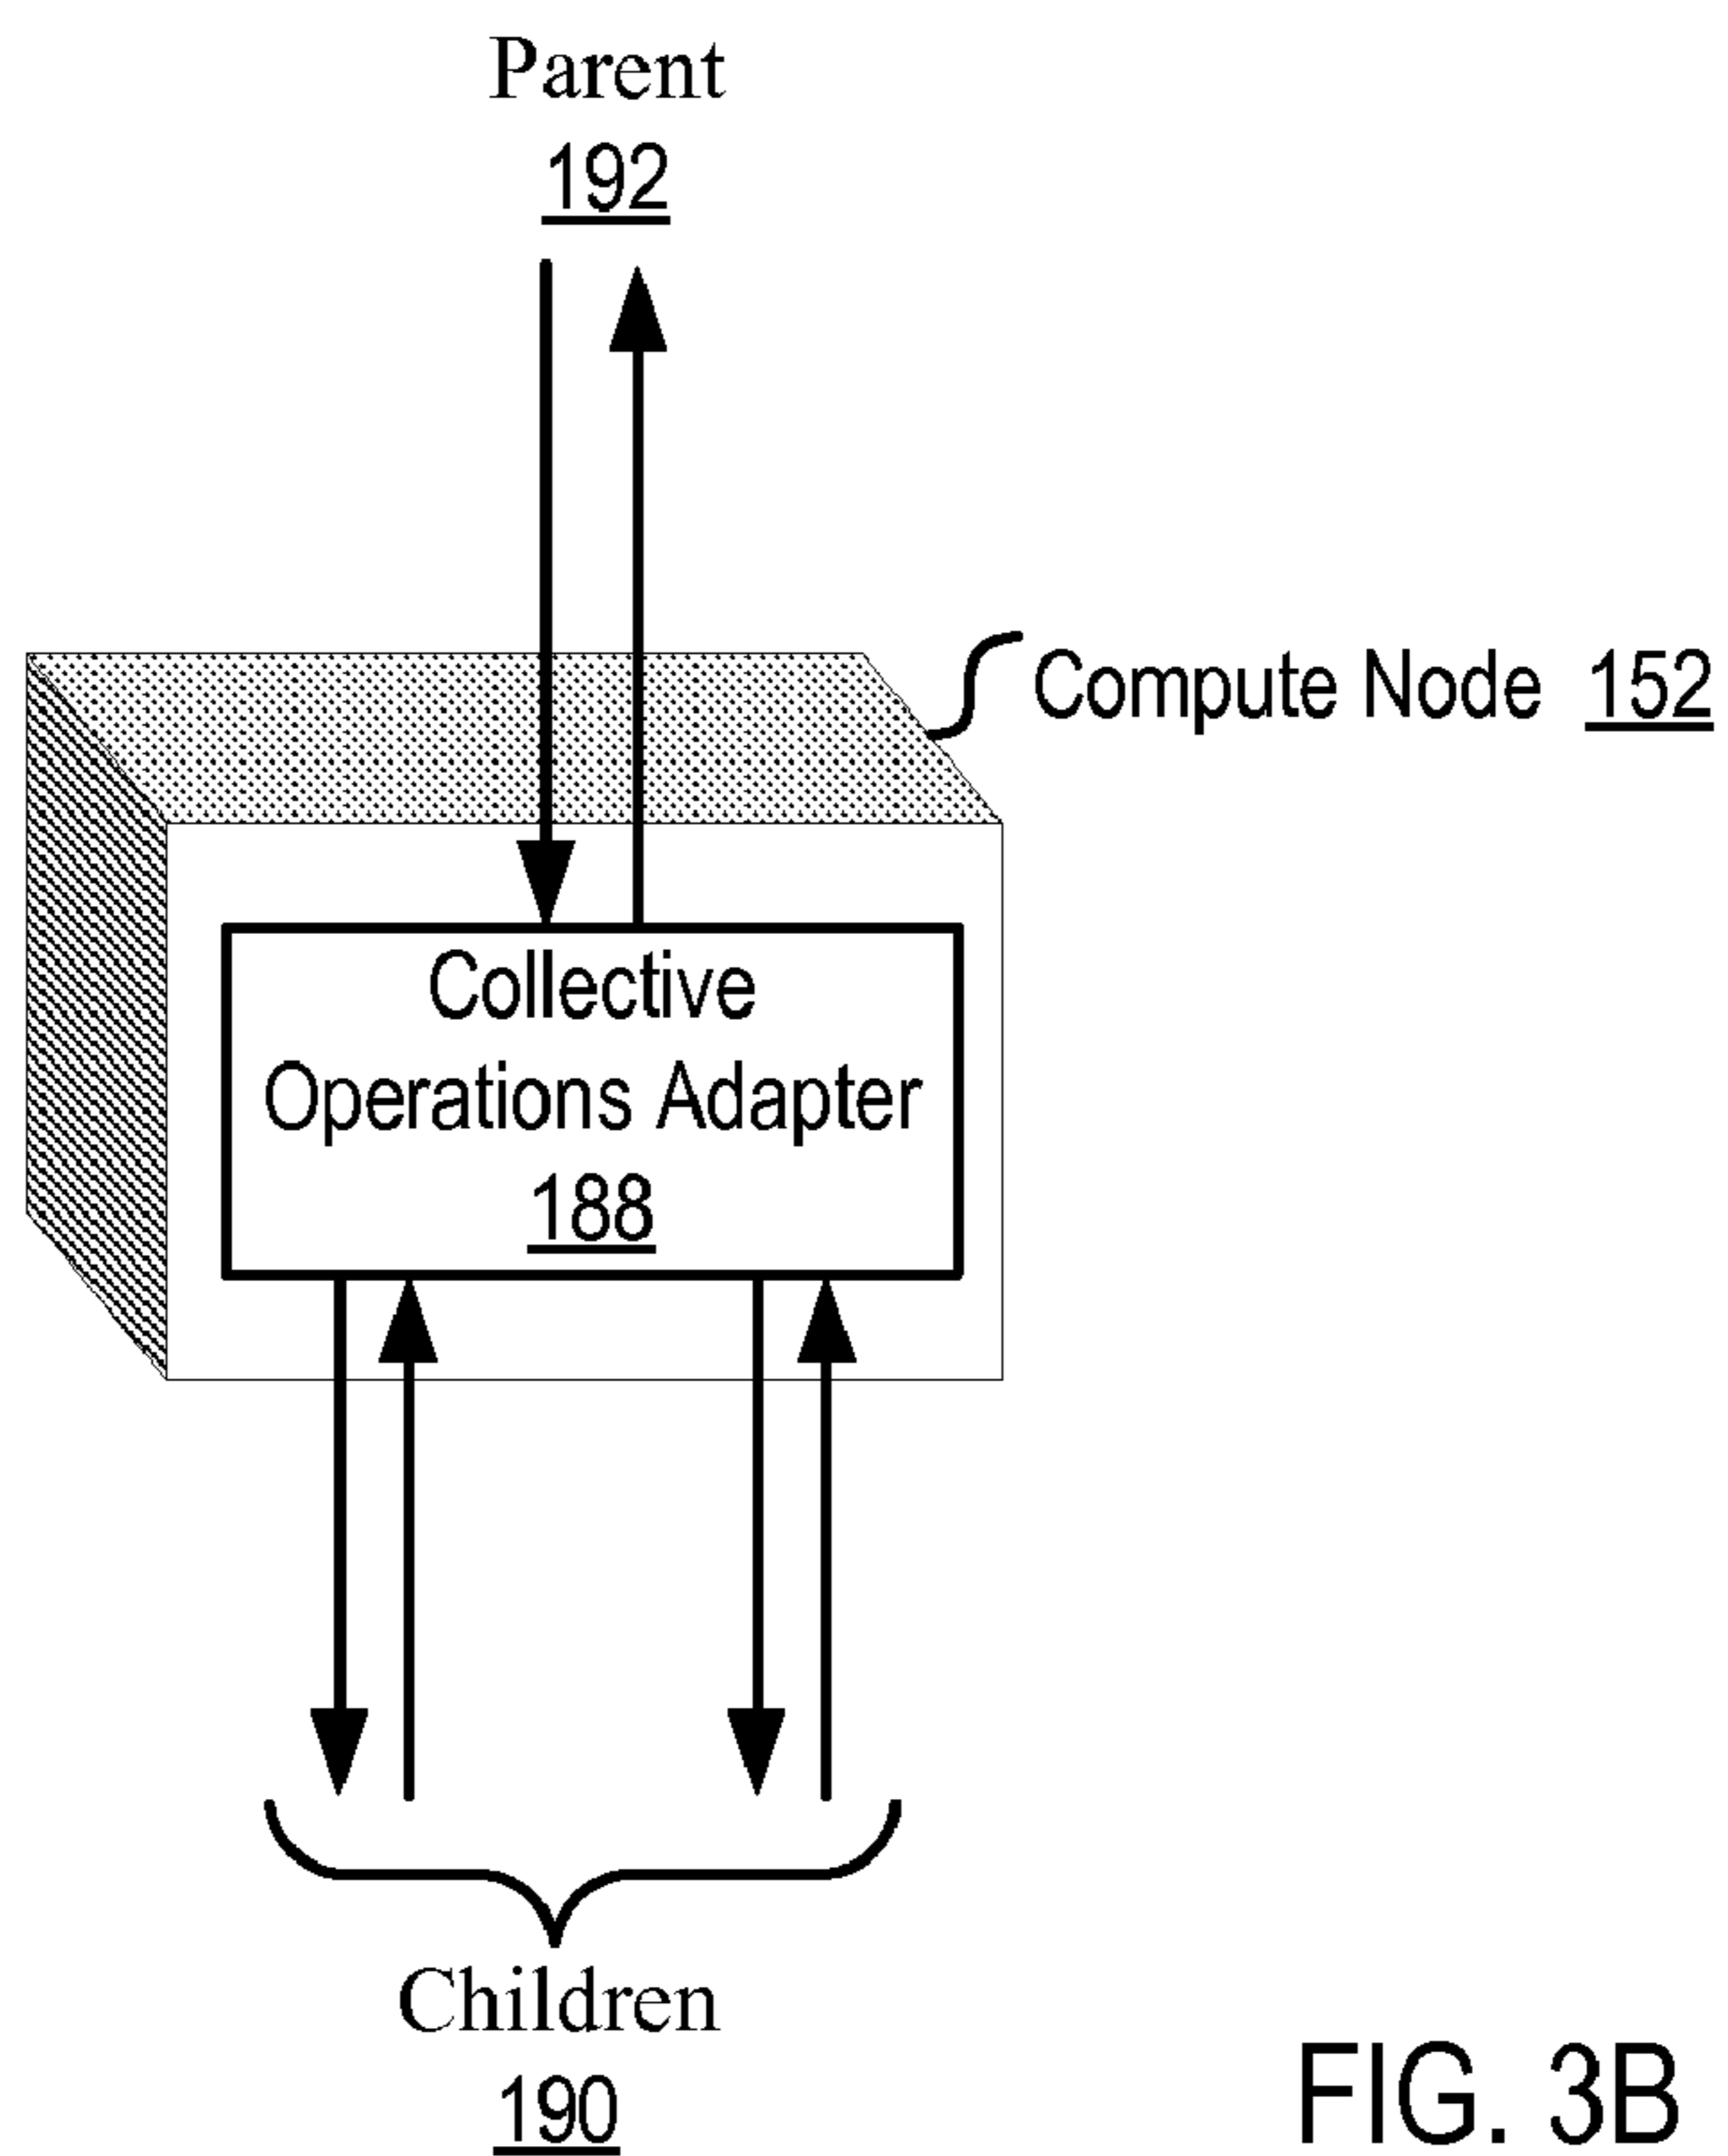 Parent
192
Compute Node 152
Collective
Operations Adapter
188
Children
190
FIG. 3B